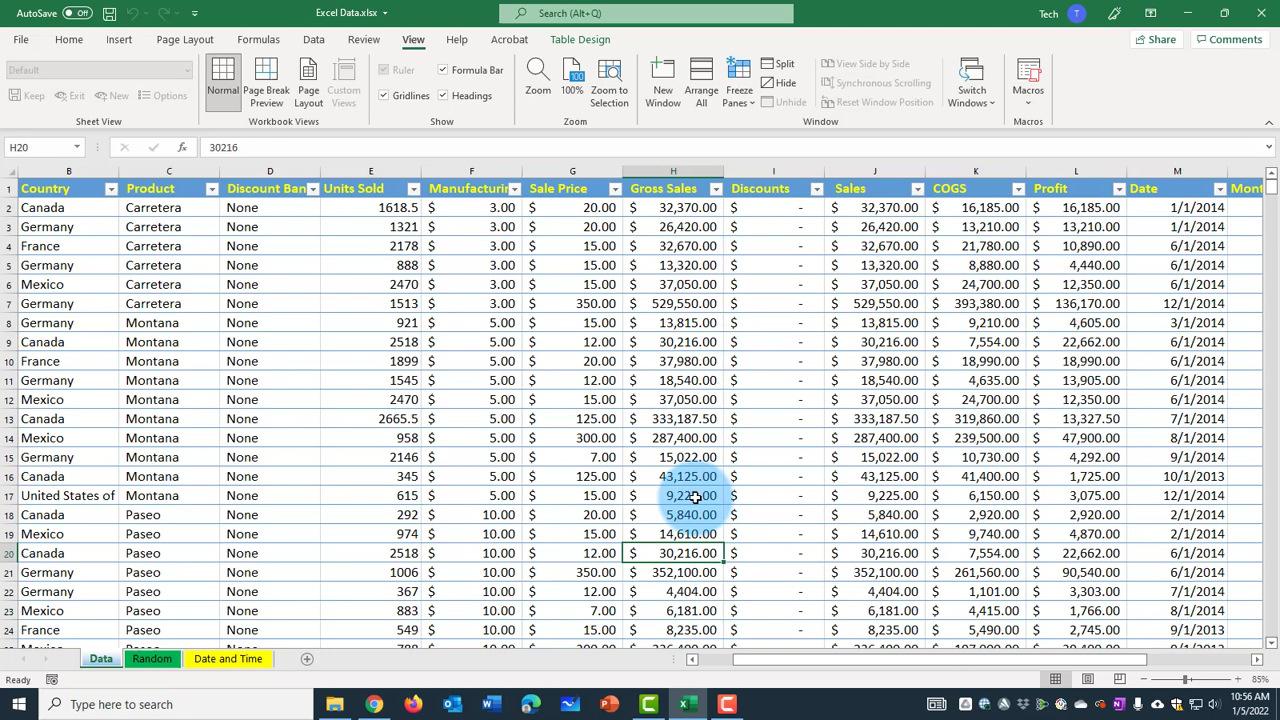 AutoSave Off Excel Data.xlsx Search (Alt+Q) Tech T
File Home Insert Page Layout Formulas Data Review View Help Acrobat Table Design Share Comments
Default
Keep Exit New Options
Sheet View
Normal Page Break Preview Page Layout Custom Views
Workbook Views
Ruler Formula Bar
Gridlines Headings
Show
Zoom 100% Zoom to Selection
Zoom
New Window Arrange All Freeze Panes
Split
Hide
Unhide
View Side by Side
Synchronous Scrolling
Reset Window Position
Switch Windows
Window
Macros
Macros
H20 fx 30216
B C D E F G H I J K L M
1 Country Product Discount Ban Units Sold Manufacturin Sale Price Gross Sales Discounts Sales COGS Profit Date Mont
2 Canada Carretera None 1618.5 $ 3.00 $ 20.00 $ 32,370.00 $ - $ 32,370.00 $ 16,185.00 $ 16,185.00 1/1/2014
3 Germany Carretera None 1321 $ 3.00 $ 20.00 $ 26,420.00 $ - $ 26,420.00 $ 13,210.00 $ 13,210.00 1/1/2014
4 France Carretera None 2178 $ 3.00 $ 15.00 $ 32,670.00 $ - $ 32,670.00 $ 21,780.00 $ 10,890.00 6/1/2014
5 Germany Carretera None 888 $ 3.00 $ 15.00 $ 13,320.00 $ - $ 13,320.00 $ 8,880.00 $ 4,440.00 6/1/2014
6 Mexico Carretera None 2470 $ 3.00 $ 15.00 $ 37,050.00 $ - $ 37,050.00 $ 24,700.00 $ 12,350.00 6/1/2014
7 Germany Carretera None 1513 $ 3.00 $ 350.00 $ 529,550.00 $ - $ 529,550.00 $ 393,380.00 $ 136,170.00 12/1/2014
8 Germany Montana None 921 $ 5.00 $ 15.00 $ 13,815.00 $ - $ 13,815.00 $ 9,210.00 $ 4,605.00 3/1/2014
9 Canada Montana None 2518 $ 5.00 $ 12.00 $ 30,216.00 $ - $ 30,216.00 $ 7,554.00 $ 22,662.00 6/1/2014
10 France Montana None 1899 $ 5.00 $ 20.00 $ 37,980.00 $ - $ 37,980.00 $ 18,990.00 $ 18,990.00 6/1/2014
11 Germany Montana None 1545 $ 5.00 $ 12.00 $ 18,540.00 $ - $ 18,540.00 $ 4,635.00 $ 13,905.00 6/1/2014
12 Mexico Montana None 2470 $ 5.00 $ 15.00 $ 37,050.00 $ - $ 37,050.00 $ 24,700.00 $ 12,350.00 6/1/2014
13 Canada Montana None 2665.5 $ 5.00 $ 125.00 $ 333,187.50 $ - $ 333,187.50 $ 319,860.00 $ 13,327.50 7/1/2014
14 Mexico Montana None 958 $ 5.00 $ 300.00 $ 287,400.00 $ - $ 287,400.00 $ 239,500.00 $ 47,900.00 8/1/2014
15 Germany Montana None 2146 $ 5.00 $ 7.00 $ 15,022.00 $ - $ 15,022.00 $ 10,730.00 $ 4,292.00 9/1/2014
16 Canada Montana None 345 $ 5.00 $ 125.00 $ 43,125.00 $ - $ 43,125.00 $ 41,400.00 $ 1,725.00 10/1/2013
17 United States of Montana None 615 $ 5.00 $ 15.00 $ 9,225.00 $ - $ 9,225.00 $ 6,150.00 $ 3,075.00 12/1/2014
18 Canada Paseo None 292 $ 10.00 $ 20.00 $ 5,840.00 $ - $ 5,840.00 $ 2,920.00 $ 2,920.00 2/1/2014
19 Mexico Paseo None 974 $ 10.00 $ 15.00 $ 14,610.00 $ - $ 14,610.00 $ 9,740.00 $ 4,870.00 2/1/2014
20 Canada Paseo None 2518 $ 10.00 $ 12.00 $ 30,216.00 $ - $ 30,216.00 $ 7,554.00 $ 22,662.00 6/1/2014
21 Germany Paseo None 1006 $ 10.00 $ 350.00 $ 352,100.00 $ - $ 352,100.00 $ 261,560.00 $ 90,540.00 6/1/2014
22 Germany Paseo None 367 $ 10.00 $ 12.00 $ 4,404.00 $ - $ 4,404.00 $ 1,101.00 $ 3,303.00 7/1/2014
23 Mexico Paseo None 883 $ 10.00 $ 7.00 $ 6,181.00 $ - $ 6,181.00 $ 4,415.00 $ 1,766.00 8/1/2014
24 France Paseo None 549 $ 10.00 $ 15.00 $ 8,235.00 $ - $ 8,235.00 $ 5,490.00 $ 2,745.00 9/1/2013
Data Random Date and Time
Ready 85%
Type here to search
10:56 AM
1/5/2022